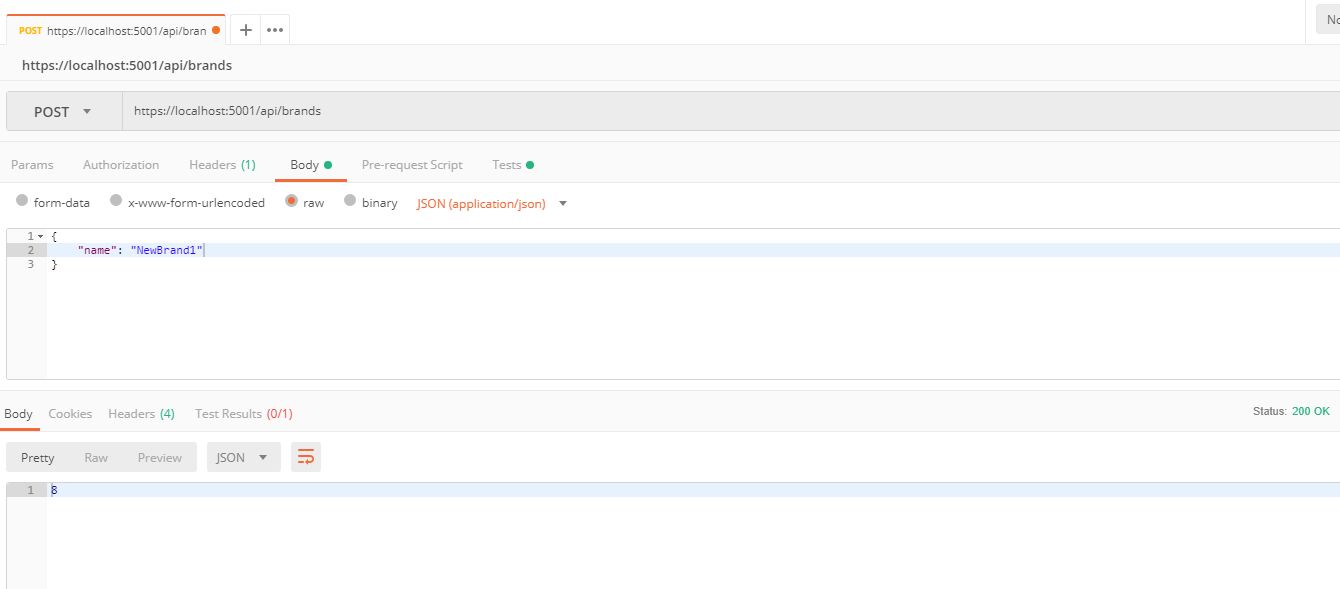 POST https://localhost:5001/api/bran
No
https://localhost:5001/api/brands
POST https://localhost:5001/api/brands
Params Authorization Headers (1) Body Pre-request Script Tests
form-data x-www-form-urlencoded raw binary JSON (application/json)
1 {
2 "name": "NewBrand1"
3 }
Body Cookies Headers (4) Test Results (0/1) Status: 200 OK
Pretty Raw Preview JSON
1 8